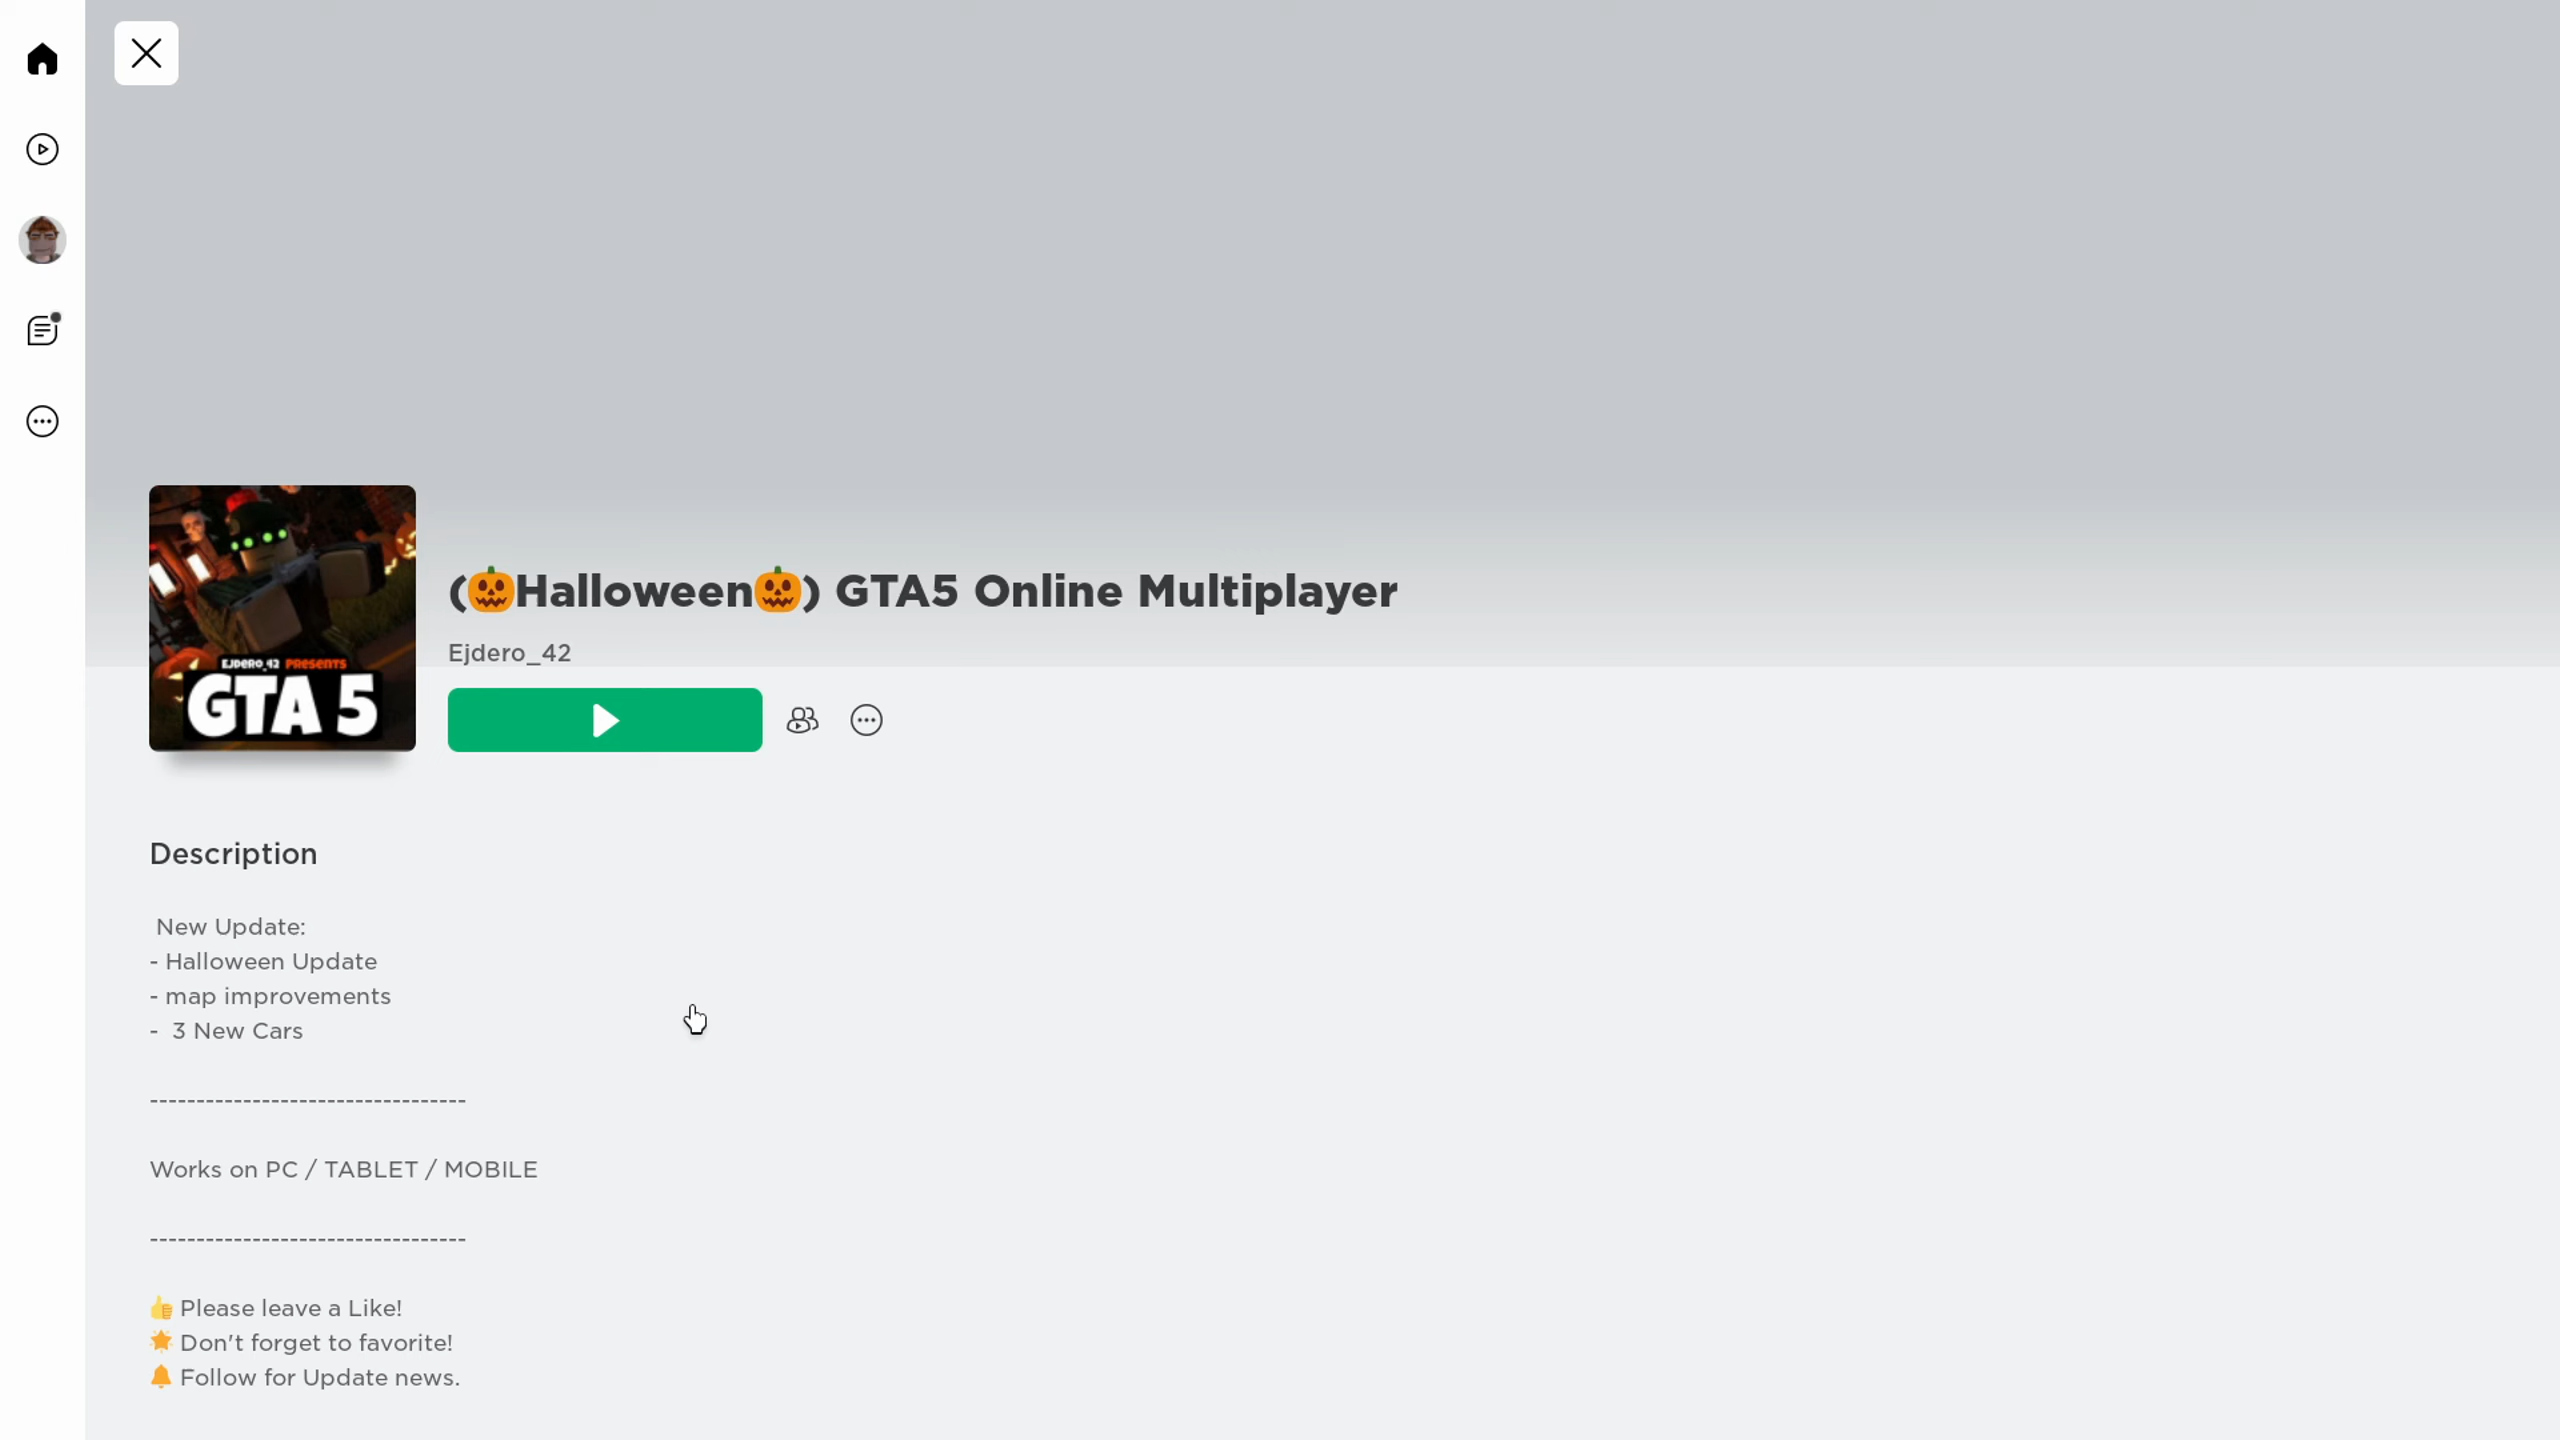 (🎃Halloween🎃) GTA5 Online Multiplayer
Ejdero_42
EJDERO_42 PRESENTS
GTA 5
Description
New Update:
- Halloween Update
- map improvements
-  3 New Cars
----------------------------------
Works on PC / TABLET / MOBILE
----------------------------------
👍 Please leave a Like!
🌟 Don't forget to favorite!
🔔 Follow for Update news.